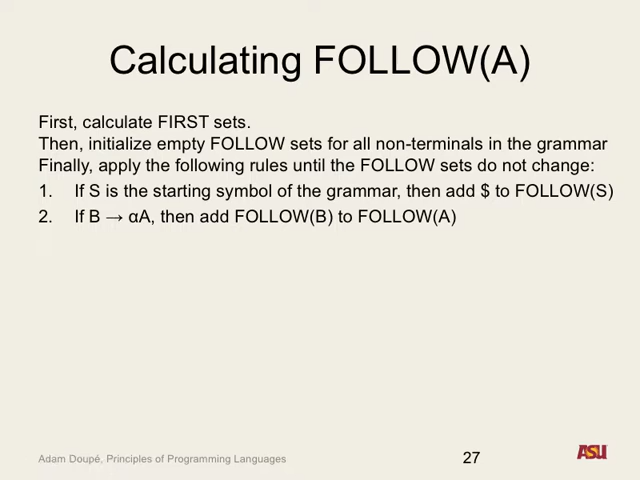 Calculating FOLLOW(A)
First, calculate FIRST sets.
Then, initialize empty FOLLOW sets for all non-terminals in the grammar
Finally, apply the following rules until the FOLLOW sets do not change:
1. If S is the starting symbol of the grammar, then add $ to FOLLOW(S)
2. If B → αA, then add FOLLOW(B) to FOLLOW(A)
Adam Doupé, Principles of Programming Languages
27
ASU